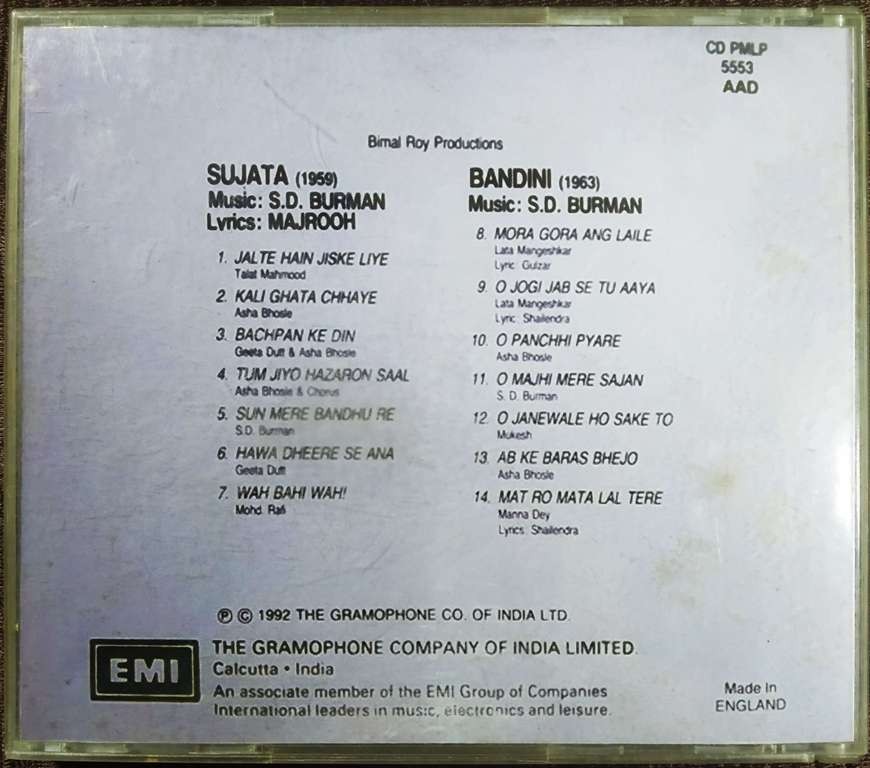 CD PMLP
5553
AAD
Bimal Roy Productions
SUJATA (1959)
Music: S.D. BURMAN
Lyrics: MAJROOH
1. JALTE HAIN JISKE LIYE
Talat Mahmood
2. KALI GHATA CHHAYE
Asha Bhosle
3. BACHPAN KE DIN
Geeta Dutt & Asha Bhosle
4. TUM JIYO HAZARON SAAL
Asha Bhosle & Chorus
5. SUN MERE BANDHU RE
S.D. Burman
6. HAWA DHEERE SE ANA
Geeta Dutt
7. WAH BAHI WAH!
Mohd. Rafi
BANDINI (1963)
Music: S.D. BURMAN
8. MORA GORA ANG LAILE
Lata Mangeshkar
Lyric: Gulzar
9. O JOGI JAB SE TU AAYA
Lata Mangeshkar
Lyric: Shailendra
10. O PANCHHI PYARE
Asha Bhosle
11. O MAJHI MERE SAJAN
S. D. Burman
12. O JANEWALE HO SAKE TO
Mukesh
13. AB KE BARAS BHEJO
Asha Bhosle
14. MAT RO MATA LAL TERE
Manna Dey
Lyrics: Shailendra
℗ © 1992 THE GRAMOPHONE CO. OF INDIA LTD.
EMI
THE GRAMOPHONE COMPANY OF INDIA LIMITED.
Calcutta • India
An associate member of the EMI Group of Companies
International leaders in music, electronics and leisure.
Made in
ENGLAND